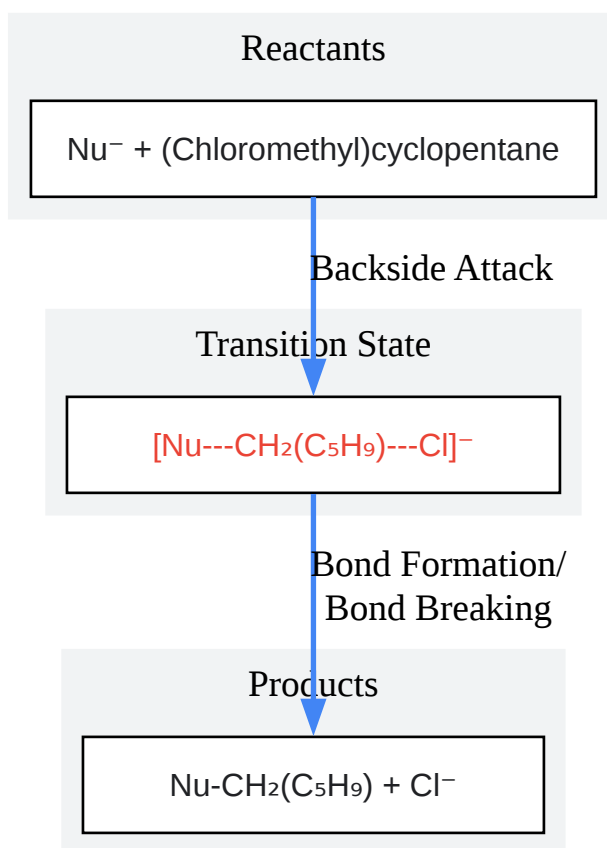 Reactants
Nu⁻ + (Chloromethyl)cyclopentane
Backside Attack
Transition State
[Nu---CH₂(C₅H₉)---Cl]⁻
Bond Formation/
Bond Breaking
Products
Nu-CH₂(C₅H₉) + Cl⁻